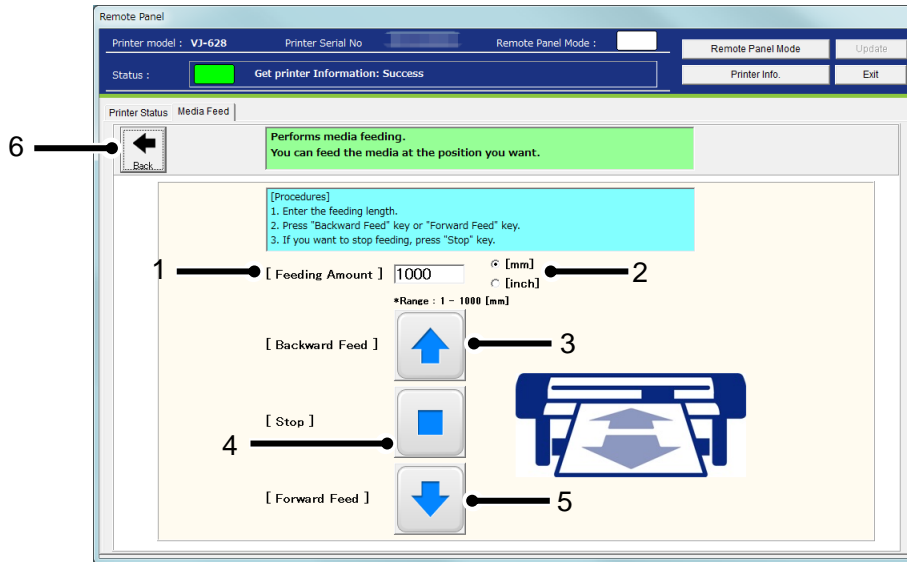 Remote Panel
Printer model : VJ-628 Printer Serial No Remote Panel Mode :
Remote Panel Mode Update
Status : Get printer Information: Success
Printer Info. Exit
Printer Status Media Feed
6
Back
Performs media feeding.
You can feed the media at the position you want.
[Procedures]
1. Enter the feeding length.
2. Press "Backward Feed" key or "Forward Feed" key.
3. If you want to stop feeding, press "Stop" key.
1 [ Feeding Amount ] 1000 [mm] 2
[inch]
*Range : 1 - 1000 [mm]
[ Backward Feed ] 3
[ Stop ]
4
[ Forward Feed ] 5